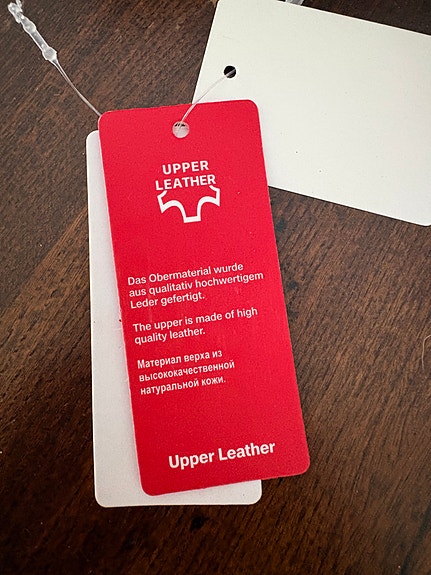 UPPER
LEATHER
Das Obermaterial wurde
aus qualitativ hochwertigem
Leder gefertigt.
The upper is made of high
quality leather.
Материал верха из
высококачественной
натуральной кожи.
Upper Leather